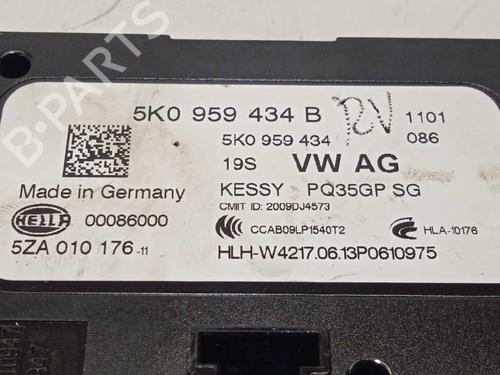 B-PARTS
5K0 959 434 B
1101
5K0 959 434
086
19S VW AG
Made in Germany
KESSY PQ35GP SG
CMIIT ID: 2009DJ4573
HELLA 00086000
CCAB09LP1540T2
HLA-10176
5ZA 010 176-11
HLH-W4217.06.13P0610975